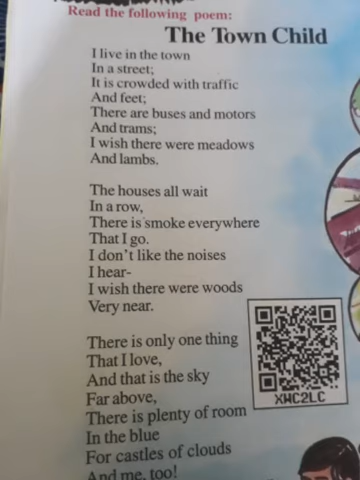 Read the following poem:
The Town Child
I live in the town
In a street;
It is crowded with traffic
And feet;
There are buses and motors
And trams;
I wish there were meadows
And lambs.
The houses all wait
In a row,
There is smoke everywhere
That I go.
I don't like the noises
I hear-
I wish there were woods
Very near.
There is only one thing
That I love,
And that is the sky
Far above,
There is plenty of room
In the blue
For castles of clouds
And me, too!
XWC2LC